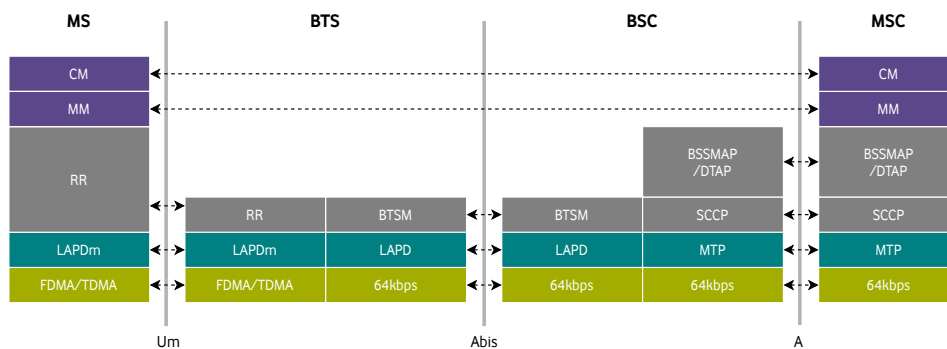 MS BTS BSC MSC
CM CM
MM MM
RR BSSMAP BSSMAP
/DTAP /DTAP
RR BTSM BTSM SCCP SCCP
LAPDm LAPDm LAPD LAPD MTP MTP
FDMA/TDMA FDMA/TDMA 64kbps 64kbps 64kbps 64kbps
Um Abis A